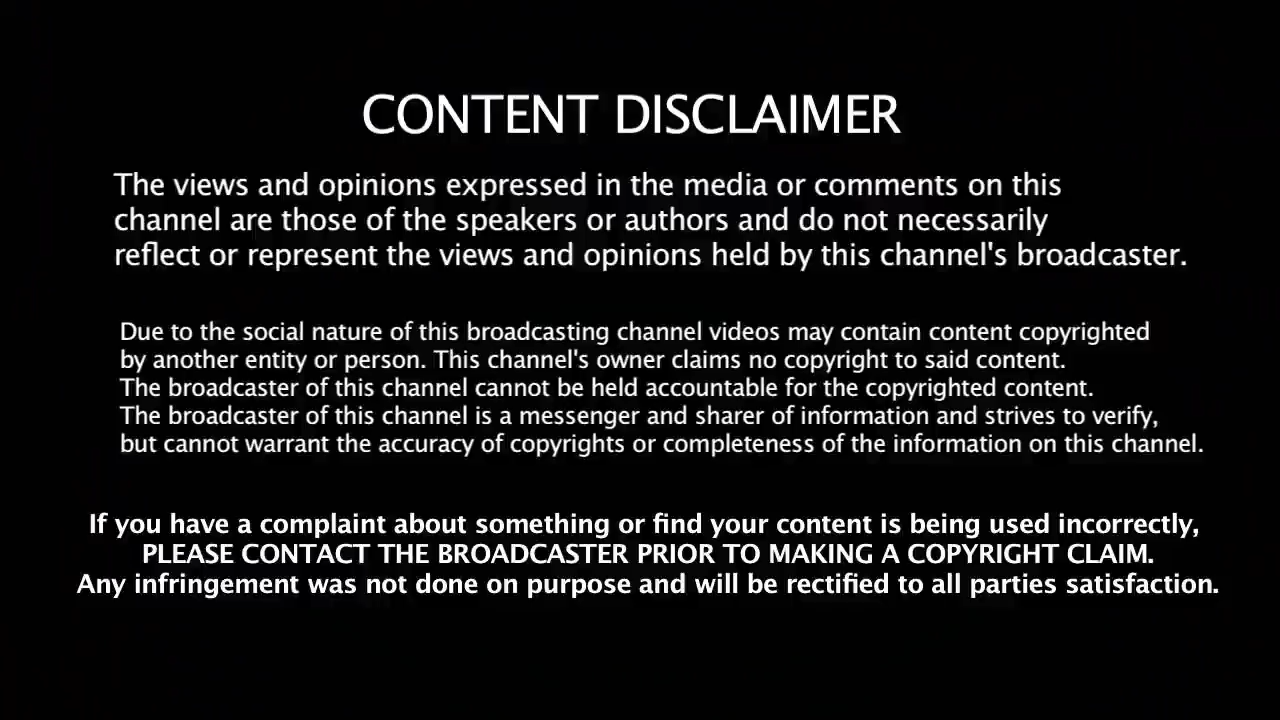 CONTENT DISCLAIMER
The views and opinions expressed in the media or comments on this
channel are those of the speakers or authors and do not necessarily
reflect or represent the views and opinions held by this channel's broadcaster.
Due to the social nature of this broadcasting channel videos may contain content copyrighted
by another entity or person. This channel's owner claims no copyright to said content.
The broadcaster of this channel cannot be held accountable for the copyrighted content.
The broadcaster of this channel is a messenger and sharer of information and strives to verify,
but cannot warrant the accuracy of copyrights or completeness of the information on this channel.
If you have a complaint about something or find your content is being used incorrectly,
PLEASE CONTACT THE BROADCASTER PRIOR TO MAKING A COPYRIGHT CLAIM.
Any infringement was not done on purpose and will be rectified to all parties satisfaction.